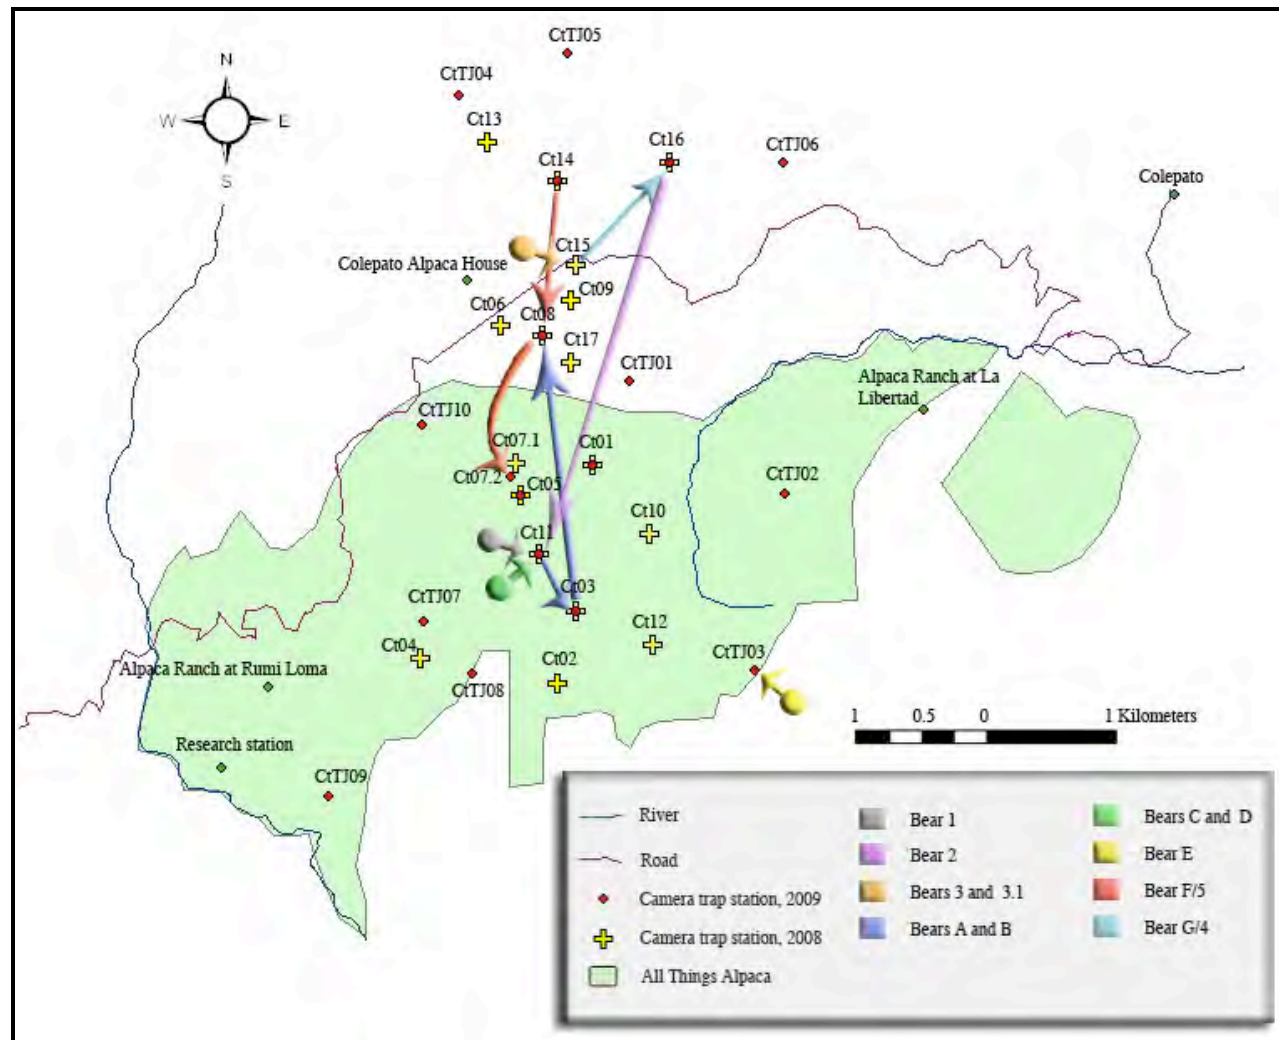 CtTJ05
CtTJ04
N
W
E
S
Ct13
Ct14
Ct16
CtTJ06
Colepato
Ct15
Colepato Alpaca House
Ct09
Ct06
Ct08
Ct17
CtTJ01
Alpaca Ranch at La
Libertad
CtTJ10
Ct07.1
Ct01
Ct07.2
Ct05
CtTJ02
Ct10
Ct11
Ct03
CtTJ07
Ct12
Ct04
CtTJ03
Alpaca Ranch at Rumi Loma
Ct02
CtTJ08
1 0.5 0 1 Kilometers
Research station
CtTJ09
River
Road
Camera trap station, 2009
Camera trap station, 2008
All Things Alpaca
Bear 1
Bear 2
Bears 3 and 3.1
Bears A and B
Bears C and D
Bear E
Bear F/5
Bear G/4